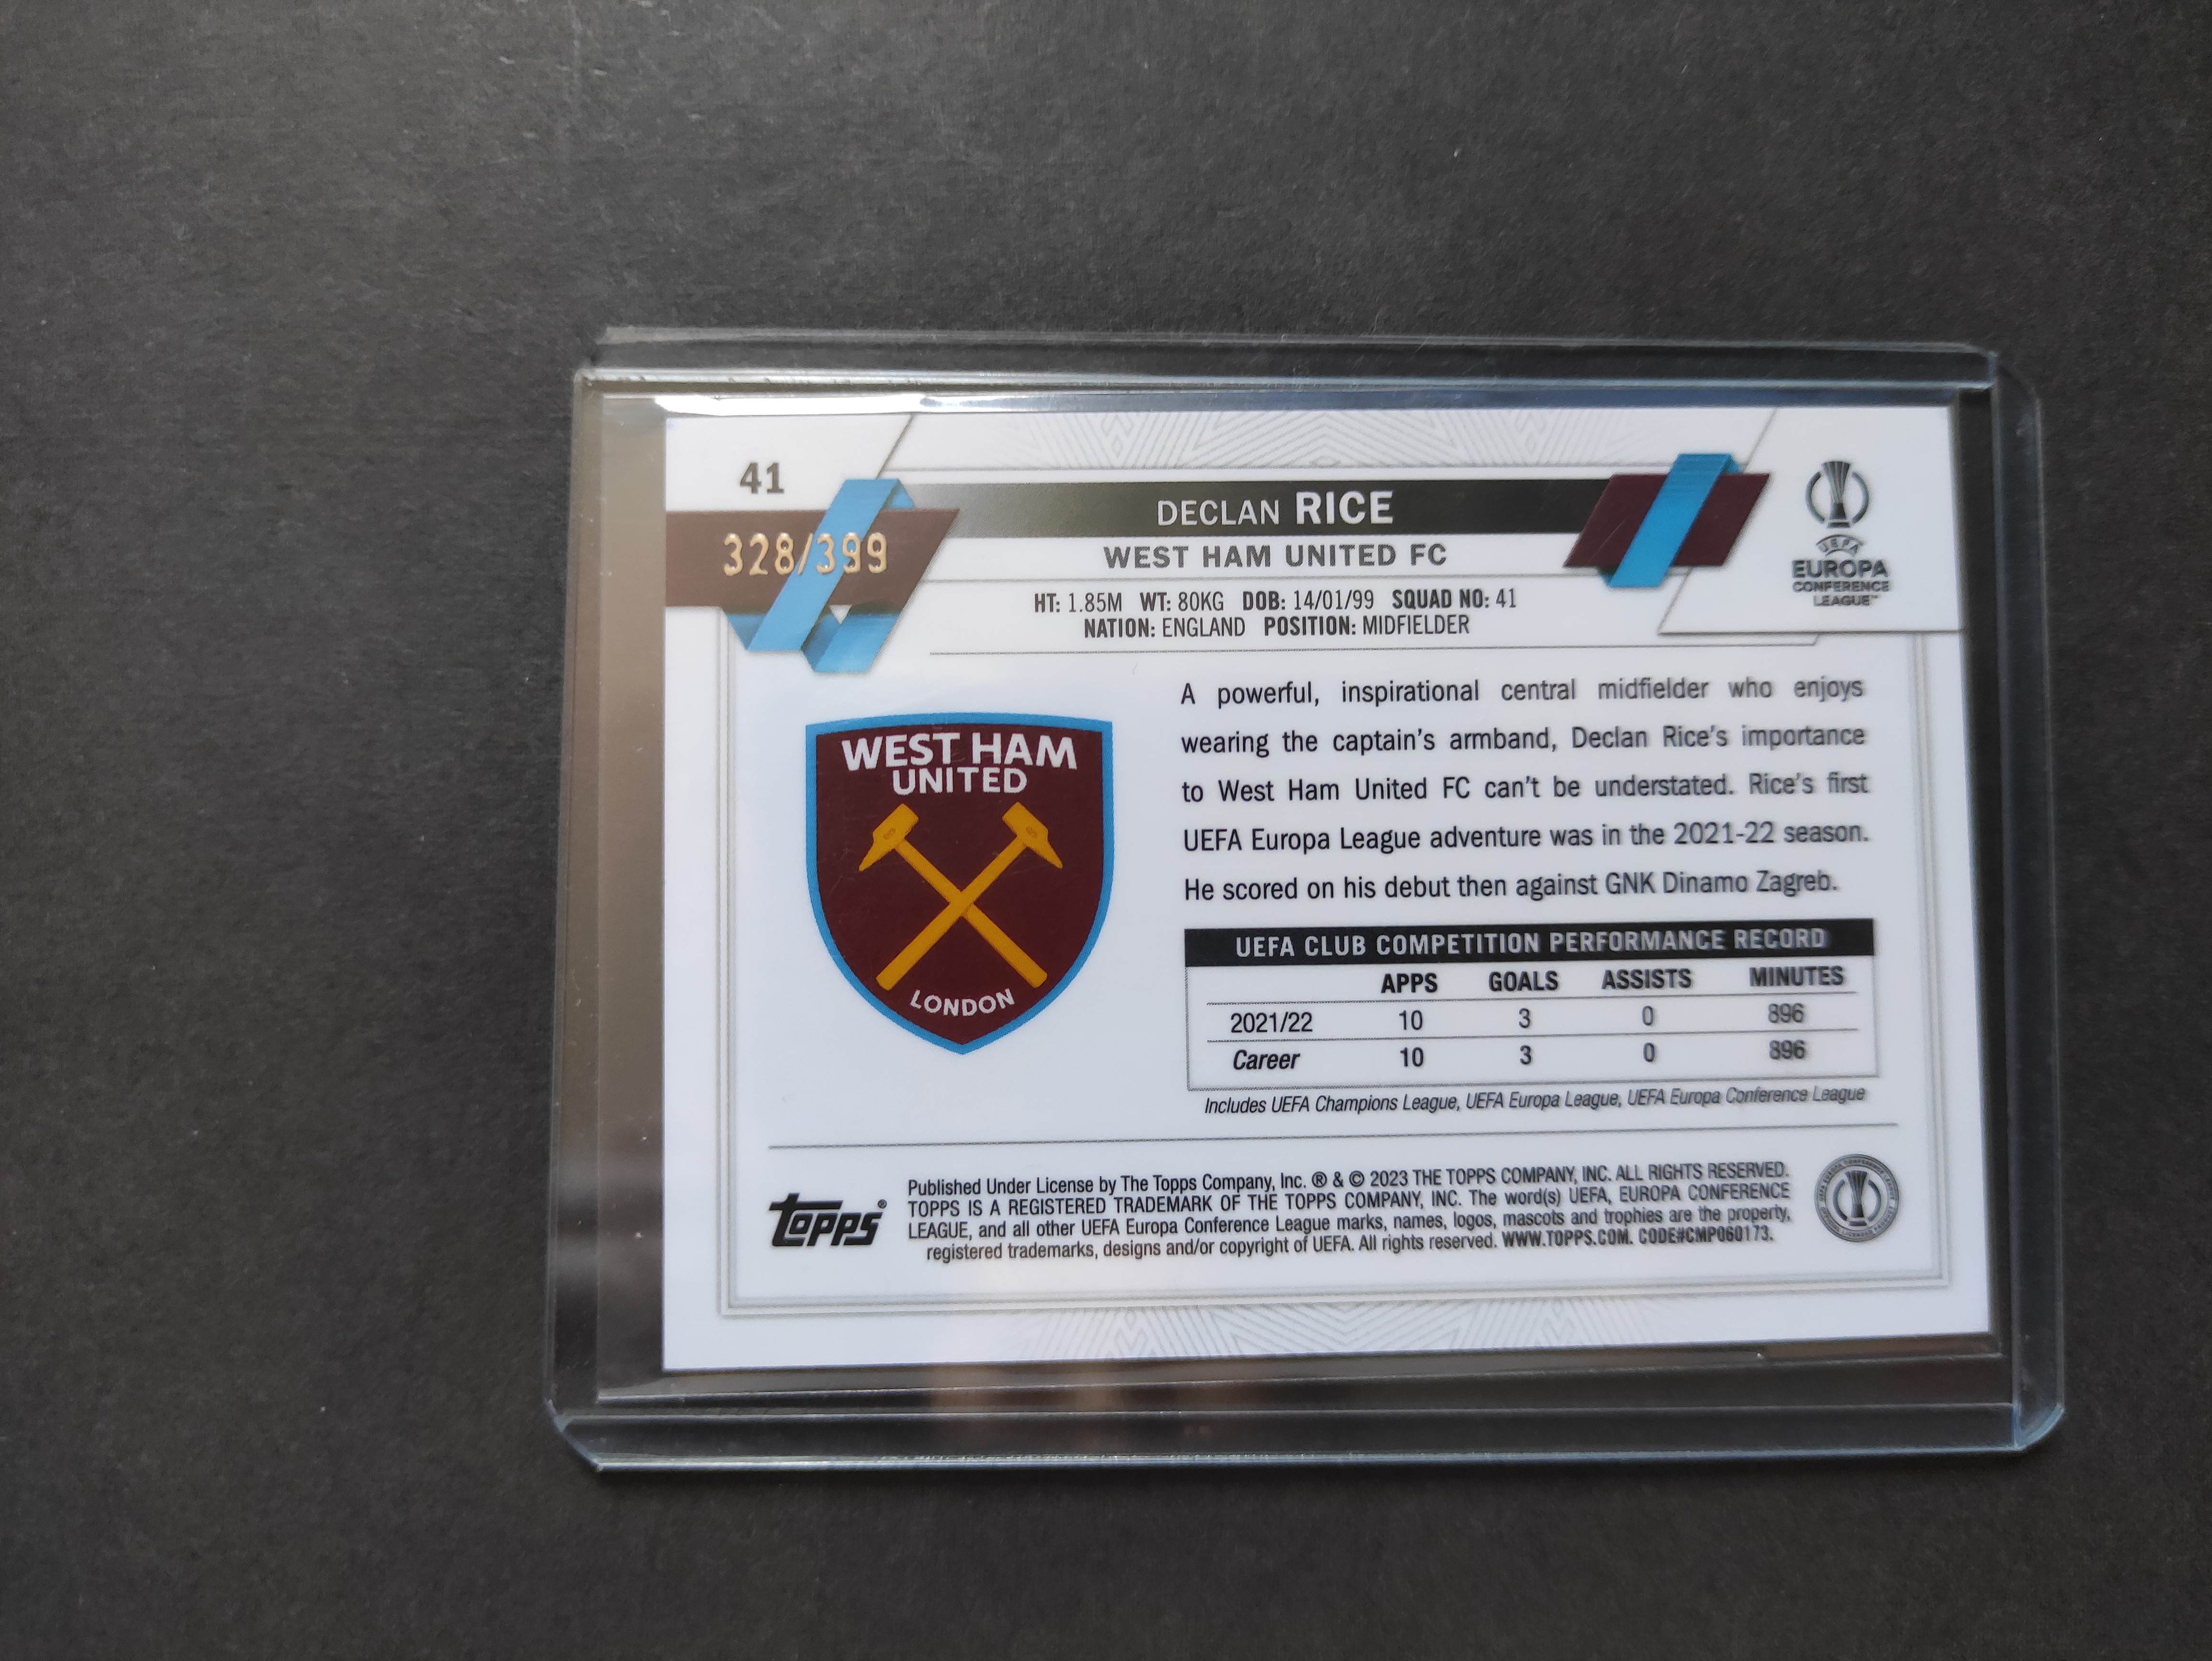 41
328/399
DECLAN RICE
WEST HAM UNITED FC
HT: 1.85M WT: 80KG DOB: 14/01/99 SQUAD NO: 41
NATION: ENGLAND POSITION: MIDFIELDER
UEFA
EUROPA
CONFERENCE
LEAGUE™
WEST HAM
UNITED
LONDON
A powerful, inspirational central midfielder who enjoys
wearing the captain's armband, Declan Rice's importance
to West Ham United FC can't be understated. Rice's first
UEFA Europa League adventure was in the 2021-22 season.
He scored on his debut then against GNK Dinamo Zagreb.
UEFA CLUB COMPETITION PERFORMANCE RECORD
APPS GOALS ASSISTS MINUTES
2021/22 10 3 0 896
Career 10 3 0 896
Includes UEFA Champions League, UEFA Europa League, UEFA Europa Conference League
topps®
Published Under License by The Topps Company, Inc. ® & © 2023 THE TOPPS COMPANY, INC. ALL RIGHTS RESERVED.
TOPPS IS A REGISTERED TRADEMARK OF THE TOPPS COMPANY, INC. The word(s) UEFA, EUROPA CONFERENCE
LEAGUE, and all other UEFA Europa Conference League marks, names, logos, mascots and trophies are the property,
registered trademarks, designs and/or copyright of UEFA. All rights reserved. WWW.TOPPS.COM. CODE#CMP060173.